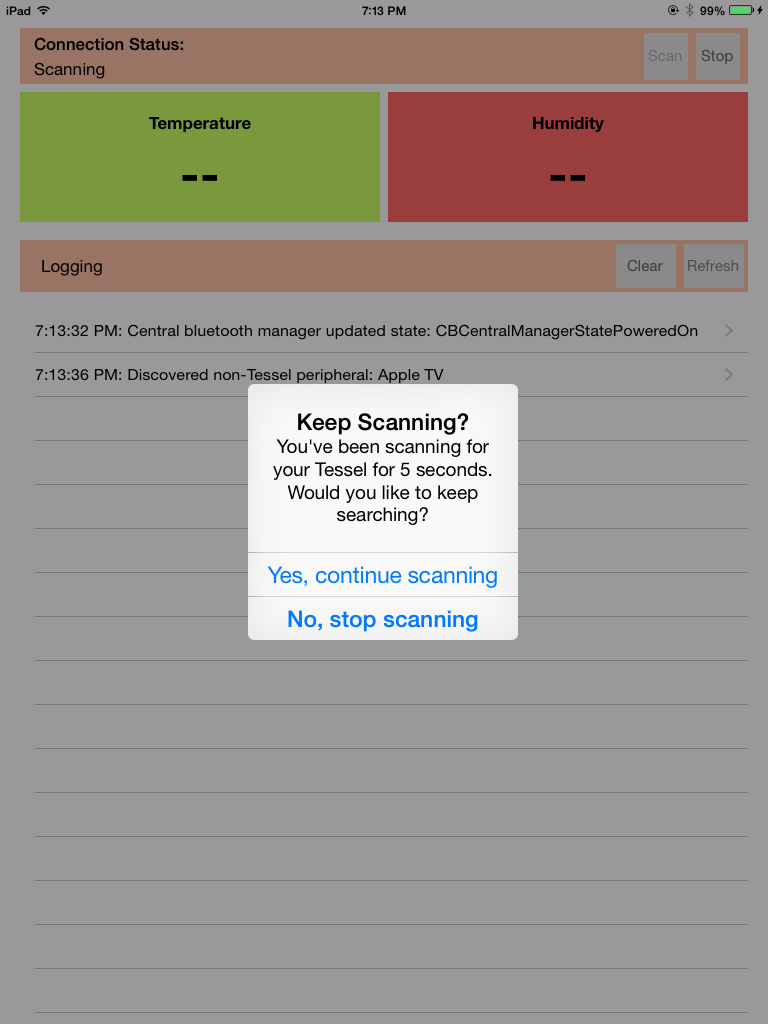 iPad 7:13 PM 99%
Connection Status:
Scanning
Scan Stop
Temperature Humidity
-- --
Logging Clear Refresh
7:13:32 PM: Central bluetooth manager updated state: CBCentralManagerStatePoweredOn
7:13:36 PM: Discovered non-Tessel peripheral: Apple TV
Keep Scanning?
You've been scanning for
your Tessel for 5 seconds.
Would you like to keep
searching?
Yes, continue scanning
No, stop scanning